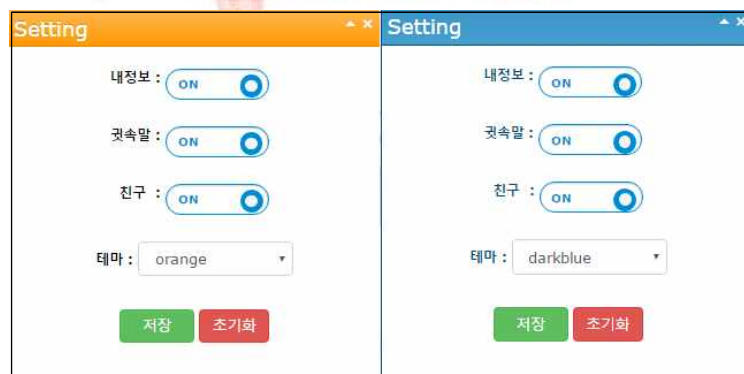 Setting
내정보 : ON
귓속말 : ON
친구 : ON
테마 : orange
저장 초기화
Setting
내정보 : ON
귓속말 : ON
친구 : ON
테마 : darkblue
저장 초기화